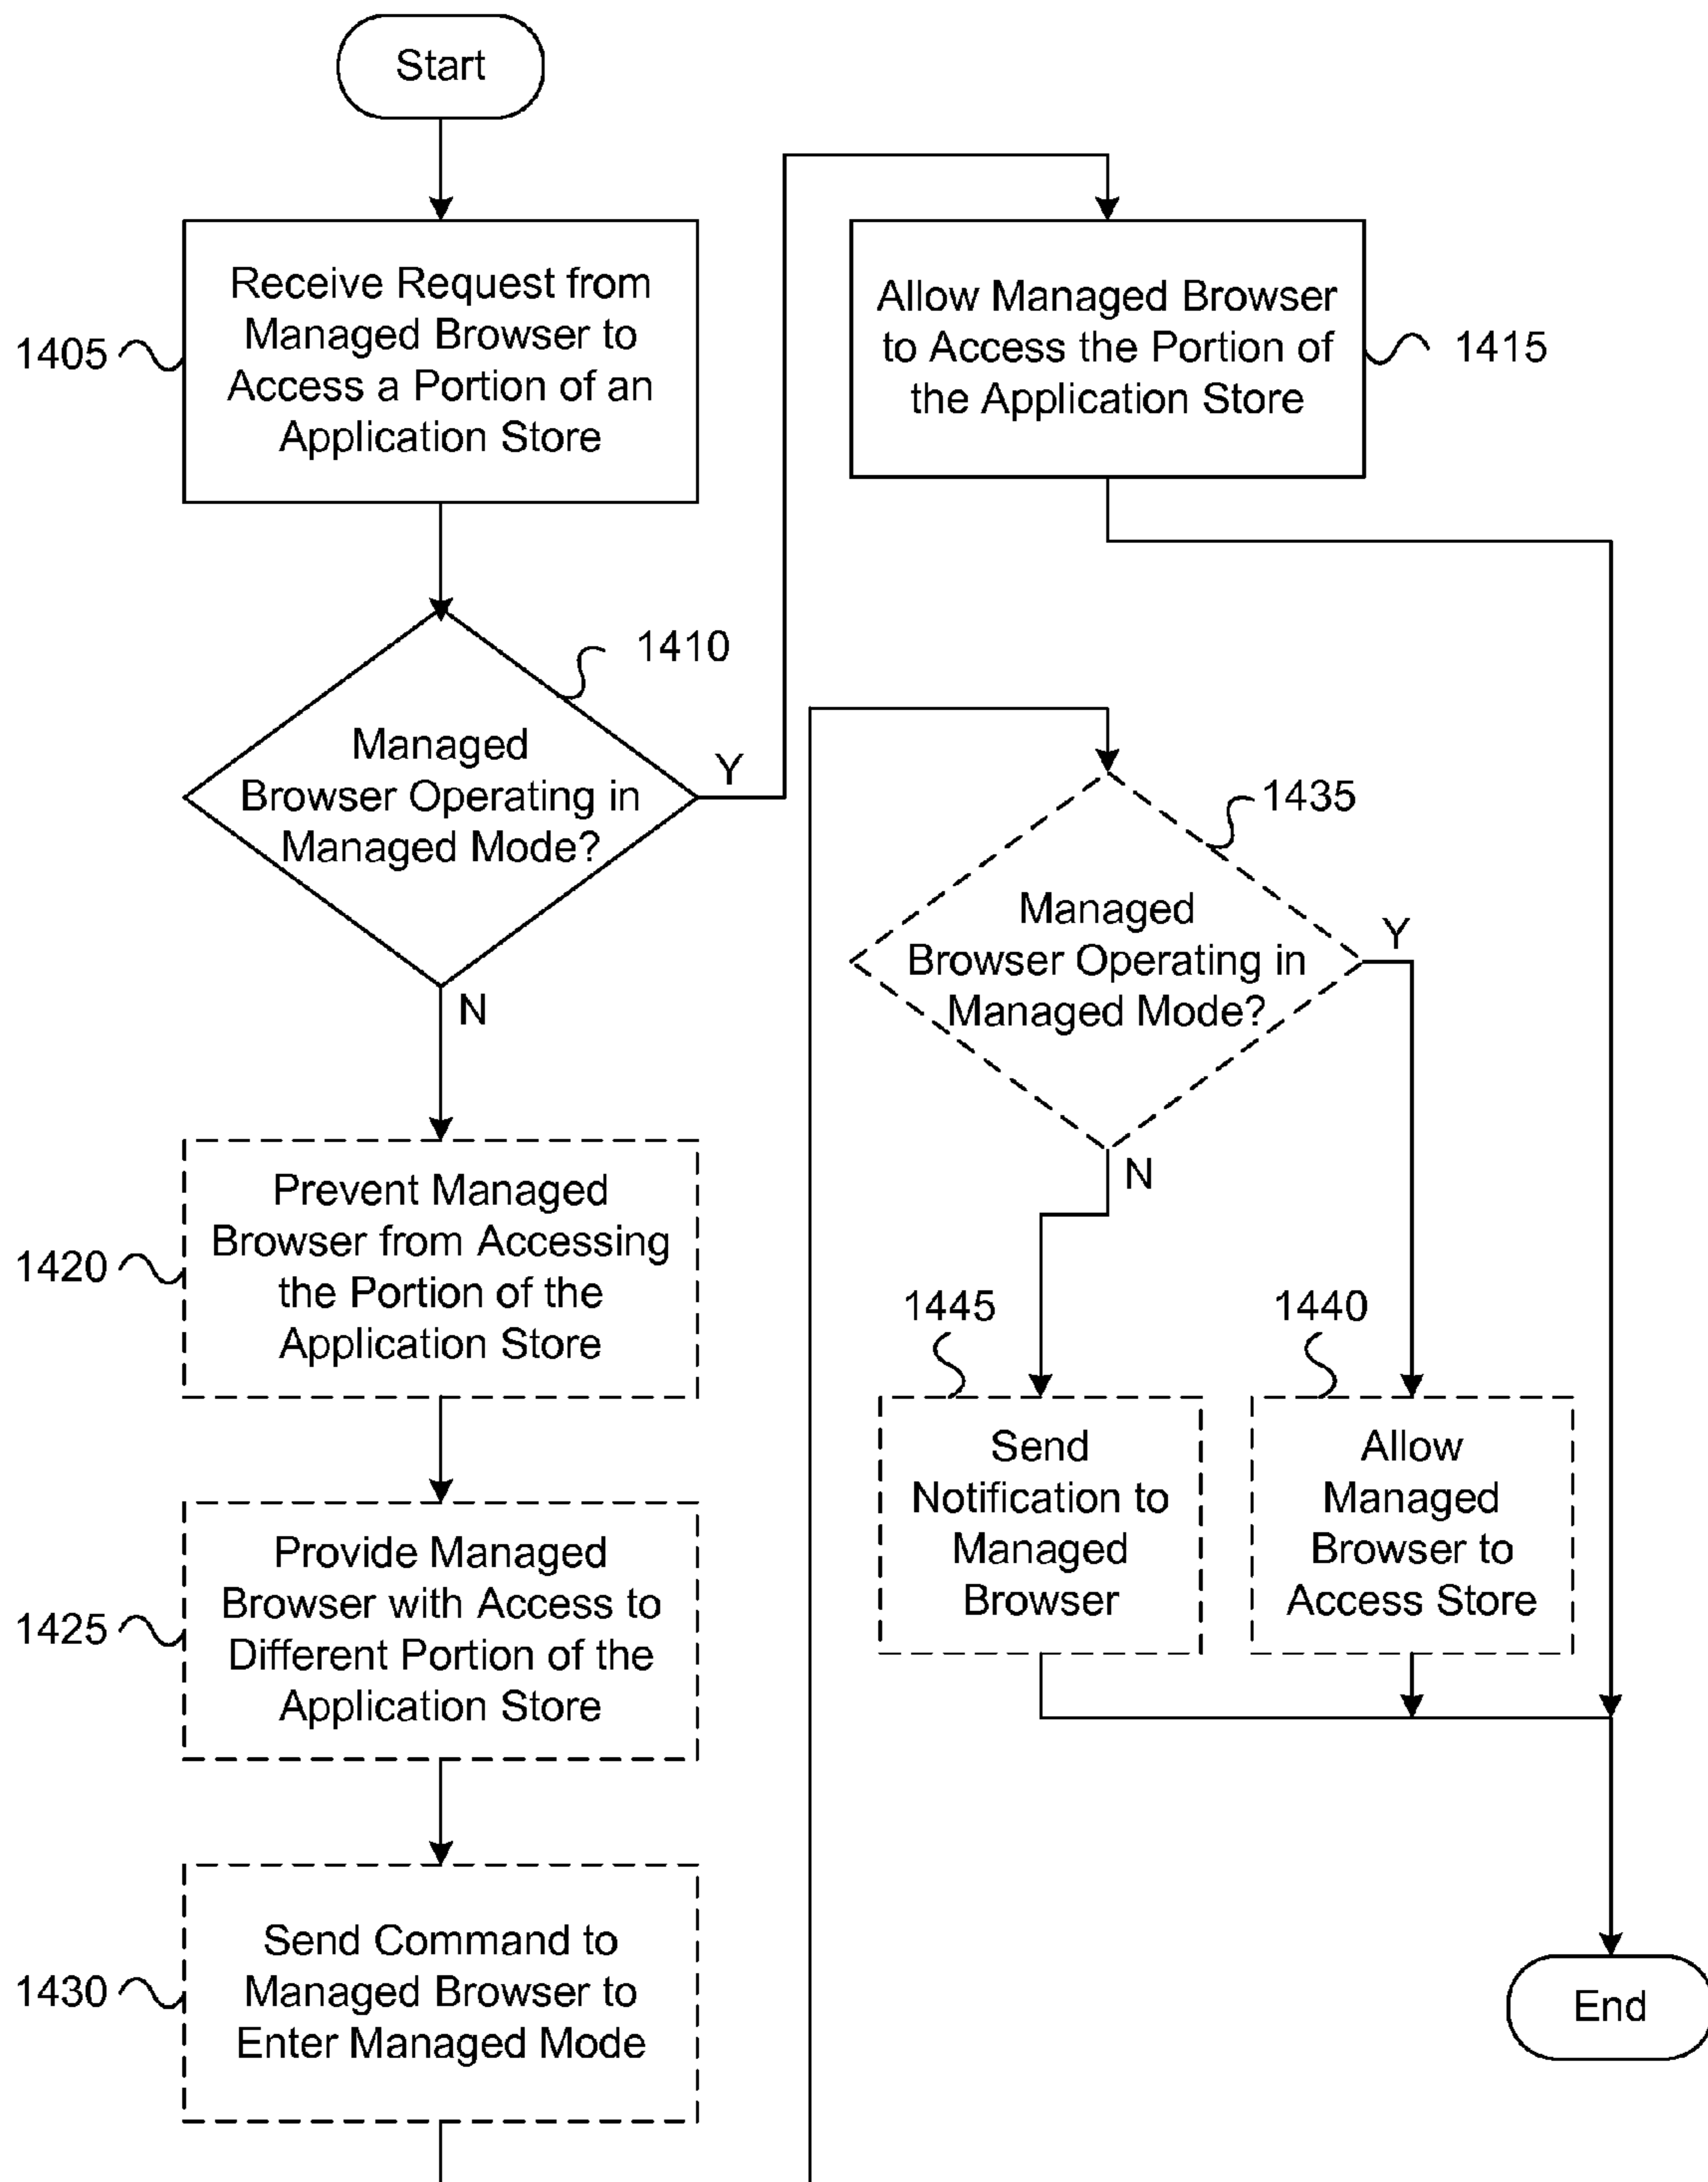 Start
1405
Receive Request from
Managed Browser to
Access a Portion of an
Application Store
1410
Managed
Browser Operating in
Managed Mode?
Y
N
Allow Managed Browser
to Access the Portion of
the Application Store
1415
1420
Prevent Managed
Browser from Accessing
the Portion of the
Application Store
1425
Provide Managed
Browser with Access to
Different Portion of the
Application Store
1430
Send Command to
Managed Browser to
Enter Managed Mode
1435
Managed
Browser Operating in
Managed Mode?
Y
N
1445
Send
Notification to
Managed
Browser
1440
Allow
Managed
Browser to
Access Store
End